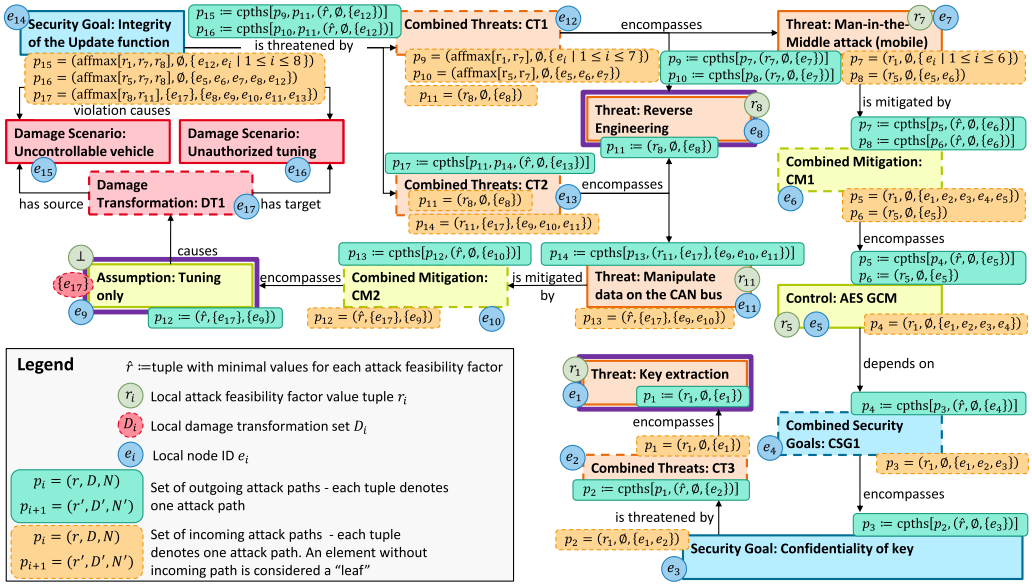 e₁₄
Security Goal: Integrity
of the Update function
p₁₅ ≔ cpths[p₉, p₁₁, (r̂, ∅, {e₁₂})]
p₁₆ ≔ cpths[p₁₀, p₁₁, (r̂, ∅, {e₁₂})]
is threatened by
p₁₅ = (affmax[r₁, r₇, r₈], ∅, {e₁₂, eᵢ | 1 ≤ i ≤ 8})
p₁₆ = (affmax[r₅, r₇, r₈], ∅, {e₅, e₆, e₇, e₈, e₁₂})
p₁₇ = (affmax[r₈, r₁₁], {e₁₇}, {e₈, e₉, e₁₀, e₁₁, e₁₃})
violation causes
Combined Threats: CT1
e₁₂
encompasses
p₉ = (affmax[r₁, r₇], ∅, {eᵢ | 1 ≤ i ≤ 7})
p₁₀ = (affmax[r₅, r₇], ∅, {e₅, e₆, e₇})
p₁₁ = (r₈, ∅, {e₈})
Threat: Man-in-the-
Middle attack (mobile)
r₇
e₇
p₉ ≔ cpths[p₇, (r₇, ∅, {e₇})]
p₁₀ ≔ cpths[p₈, (r₇, ∅, {e₇})]
p₇ = (r₁, ∅, {eᵢ | 1 ≤ i ≤ 6})
p₈ = (r₅, ∅, {e₅, e₆})
is mitigated by
Damage Scenario:
Uncontrollable vehicle
e₁₅
Damage Scenario:
Unauthorized tuning
e₁₆
Threat: Reverse
Engineering
r₈
e₈
p₁₁ ≔ (r₈, ∅, {e₈})
p₇ ≔ cpths[p₅, (r̂, ∅, {e₆})]
p₈ ≔ cpths[p₆, (r̂, ∅, {e₆})]
Combined Mitigation:
CM1
e₆
p₅ = (r₁, ∅, {e₁, e₂, e₃, e₄, e₅})
p₆ = (r₅, ∅, {e₅})
encompasses
has source
Damage
Transformation: DT1
e₁₇
has target
causes
p₁₇ ≔ cpths[p₁₁, p₁₄, (r̂, ∅, {e₁₃})]
Combined Threats: CT2
e₁₃
encompasses
p₁₁ = (r₈, ∅, {e₈})
p₁₄ = (r₁₁, {e₁₇}, {e₉, e₁₀, e₁₁})
⊥
{e₁₇}
e₉
Assumption: Tuning
only
p₁₂ ≔ (r̂, {e₁₇}, {e₉})
encompasses
p₁₃ ≔ cpths[p₁₂, (r̂, ∅, {e₁₀})]
Combined Mitigation:
CM2
p₁₂ = (r̂, {e₁₇}, {e₉})
e₁₀
is mitigated
by
p₁₄ ≔ cpths[p₁₃, (r₁₁, {e₁₇}, {e₉, e₁₀, e₁₁})]
Threat: Manipulate
data on the CAN bus
r₁₁
e₁₁
p₁₃ = (r̂, {e₁₇}, {e₉, e₁₀})
p₅ ≔ cpths[p₄, (r̂, ∅, {e₅})]
p₆ ≔ (r₅, ∅, {e₅})
Control: AES GCM
r₅
e₅
p₄ = (r₁, ∅, {e₁, e₂, e₃, e₄})
depends on
p₄ ≔ cpths[p₃, (r̂, ∅, {e₄})]
Combined Security
Goals: CSG1
e₄
p₃ = (r₁, ∅, {e₁, e₂, e₃})
encompasses
p₃ ≔ cpths[p₂, (r̂, ∅, {e₃})]
r₁
e₁
Threat: Key extraction
p₁ ≔ (r₁, ∅, {e₁})
encompasses
p₁ = (r₁, ∅, {e₁})
e₂
Combined Threats: CT3
p₂ ≔ cpths[p₁, (r̂, ∅, {e₂})]
is threatened by
p₂ = (r₁, ∅, {e₁, e₂})
Security Goal: Confidentiality of key
e₃
Legend
r̂ ≔tuple with minimal values for each attack feasibility factor
rᵢ Local attack feasibility factor value tuple rᵢ
Dᵢ Local damage transformation set Dᵢ
eᵢ Local node ID eᵢ
pᵢ = (r, D, N)
pᵢ₊₁ = (r′, D′, N′)
Set of outgoing attack paths - each tuple denotes
one attack path
pᵢ = (r, D, N)
pᵢ₊₁ = (r′, D′, N′)
Set of incoming attack paths - each tuple
denotes one attack path. An element without
incoming path is considered a “leaf”